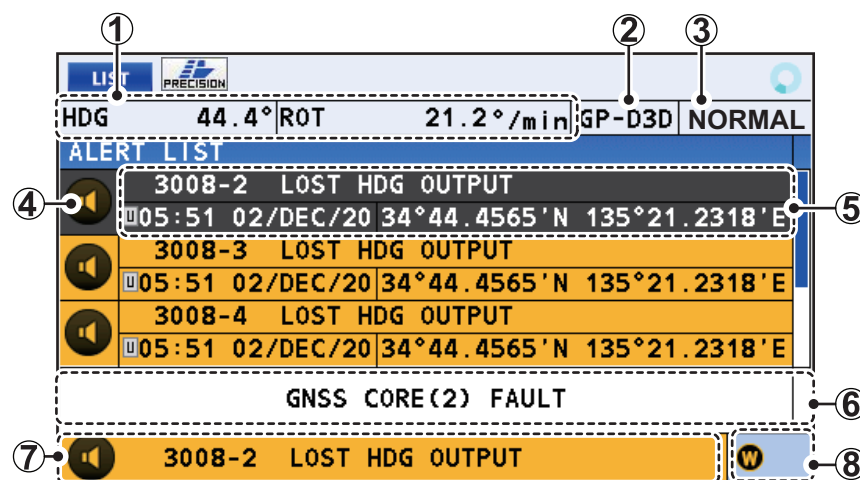 1 2 3
LIST PRECISION
HDG 44.4° ROT 21.2°/min GP-D3D NORMAL
ALERT LIST
4 3008-2 LOST HDG OUTPUT
U 05:51 02/DEC/20 34°44.4565'N 135°21.2318'E 5
3008-3 LOST HDG OUTPUT
U 05:51 02/DEC/20 34°44.4565'N 135°21.2318'E
3008-4 LOST HDG OUTPUT
U 05:51 02/DEC/20 34°44.4565'N 135°21.2318'E
GNSS CORE(2) FAULT 6
7 3008-2 LOST HDG OUTPUT W 8